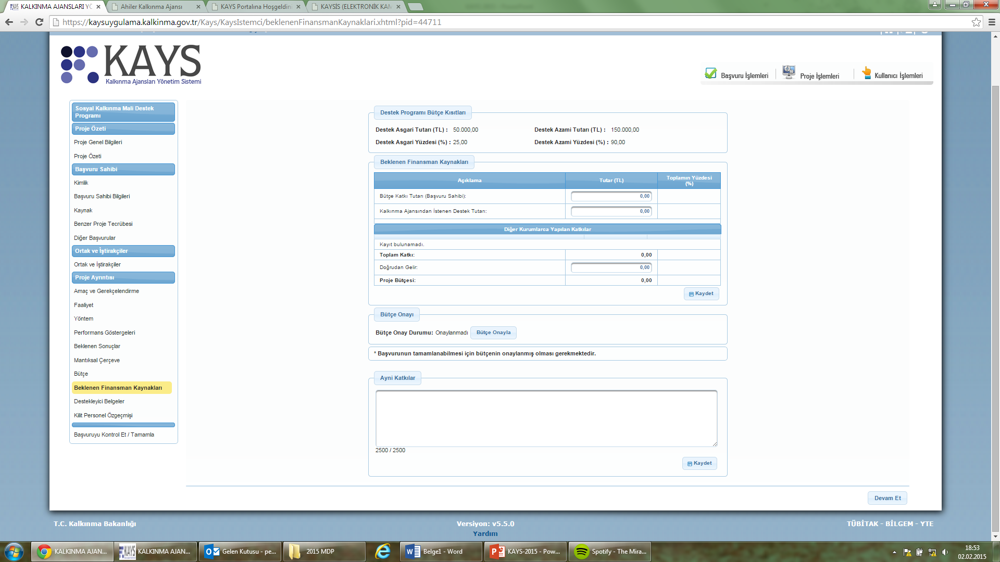 KALKINMA AJANSLARI YÖ
Ahiler Kalkınma Ajansı
KAYS Portalına Hoşgeldini
KAYSİS (ELEKTRONİK KAM
https://kaysuygulama.kalkinma.gov.tr/Kays/KaysIstemci/beklenenFinansmanKaynaklari.xhtml?pid=44711
KAYS
Kalkınma Ajansları Yönetim Sistemi
Başvuru İşlemleri
Proje İşlemleri
Kullanıcı İşlemleri
Sosyal Kalkınma Mali Destek
Programı
Proje Özeti
Proje Genel Bilgileri
Proje Özeti
Başvuru Sahibi
Kimlik
Başvuru Sahibi Bilgileri
Kaynak
Benzer Proje Tecrübesi
Diğer Başvurular
Ortak ve İştirakçiler
Ortak ve İştirakçiler
Proje Ayrıntısı
Amaç ve Gerekçelendirme
Faaliyet
Yöntem
Performans Göstergeleri
Beklenen Sonuçlar
Mantıksal Çerçeve
Bütçe
Beklenen Finansman Kaynakları
Destekleyici Belgeler
Kilit Personel Özgeçmişi
Başvuruyu Kontrol Et / Tamamla
Destek Programı Bütçe Kısıtları
Destek Asgari Tutarı (TL) : 50.000,00 Destek Azami Tutarı (TL) : 150.000,00
Destek Asgari Yüzdesi (%) : 25,00 Destek Azami Yüzdesi (%) : 90,00
Beklenen Finansman Kaynakları
Açıklama Tutar (TL) Toplamın Yüzdesi
(%)
Bütçe Katkı Tutarı (Başvuru Sahibi): 0,00
Kalkınma Ajansından İstenen Destek Tutarı: 0,00
Diğer Kurumlarca Yapılan Katkılar
Kayıt bulunamadı.
Toplam Katkı: 0,00
Doğrudan Gelir: 0,00
Proje Bütçesi: 0,00
Kaydet
Bütçe Onayı
Bütçe Onay Durumu: Onaylanmadı Bütçe Onayla
* Başvurunun tamamlanabilmesi için bütçenin onaylanmış olması gerekmektedir.
Ayni Katkılar
2500 / 2500
Kaydet
Devam Et
T.C. Kalkınma Bakanlığı
Versiyon: v5.5.0
TÜBİTAK - BİLGEM - YTE
Yardım
KALKINMA AJAN...
KALKINMA AJAN...
Gelen Kutusu - pe...
2015 MDP
Belge1 - Word
KAYS-2015 - Pow...
Spotify - The Mira...
18:53
02.02.2015